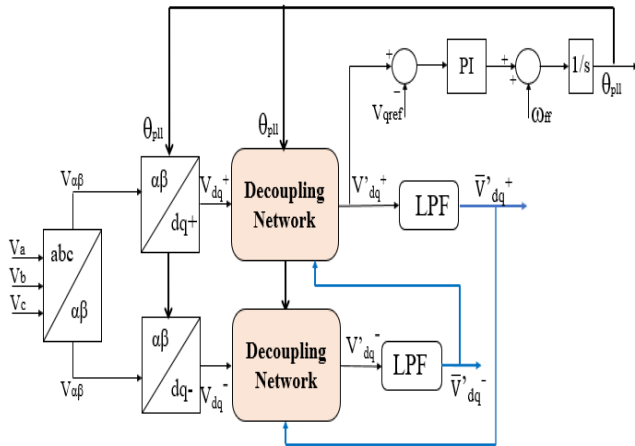 1/s
PI
θpll
Vqref
ωff
θpll
θpll
Vαβ
αβ
dq+
Vdq+
Decoupling
Network
V’dq+
LPF
V̅’dq+
Va
Vb
Vc
abc
αβ
Vαβ
αβ
dq-
Vdq-
Decoupling
Network
V’dq-
LPF
V̅’dq-
+
−
+
+